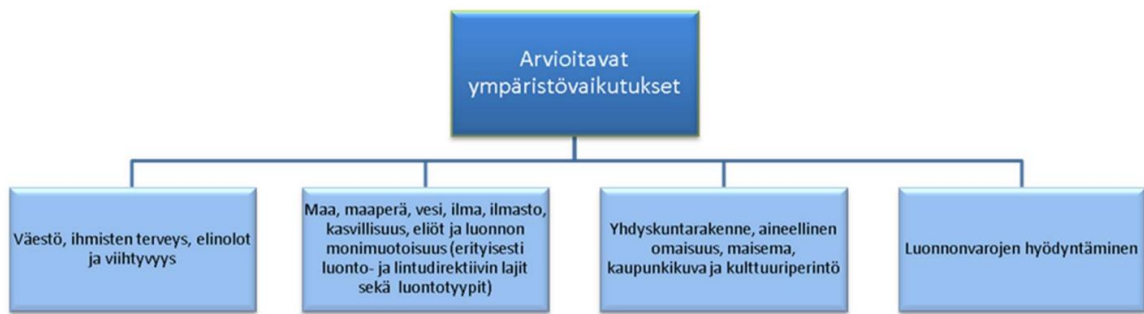 Arvioitavat
ympäristövaikutukset
Väestö, ihmisten terveys, elinolot
ja viihtyvyys
Maa, maaperä, vesi, ilma, ilmasto,
kasvillisuus, eliöt ja luonnon
monimuotoisuus (erityisesti
luonto- ja lintudirektiivin lajit
sekä luontotyypit)
Yhdyskuntarakenne, aineellinen
omaisuus, maisema,
kaupunkikuva ja kulttuuriperintö
Luonnonvarojen hyödyntäminen